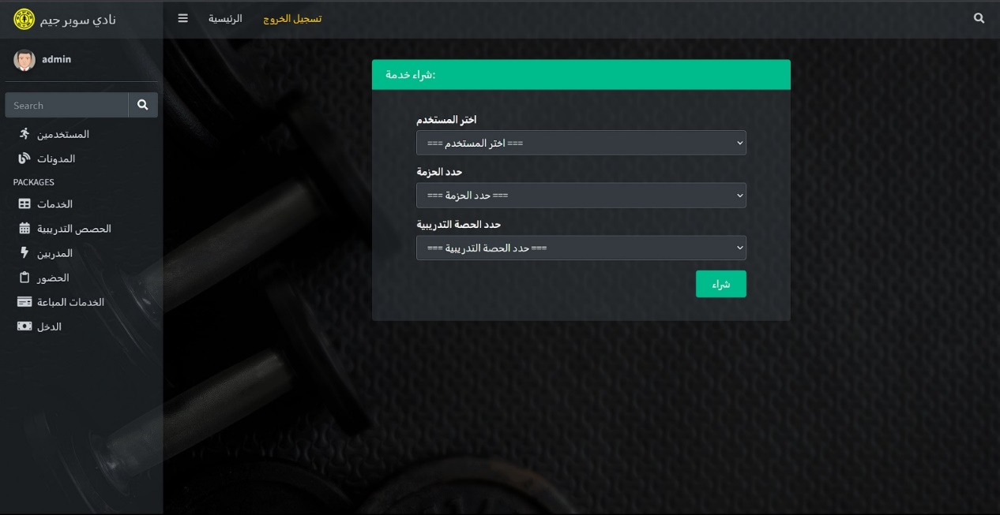 نادي سوبر جيم
الرئيسية
تسجيل الخروج
admin
Search
المستخدمين
المدونات
PACKAGES
الخدمات
الحصص التدريبية
المدربين
الحضور
الخدمات المباعة
الدخل
شراء خدمة:
اختر المستخدم
=== اختر المستخدم ===
حدد الحزمة
=== حدد الحزمة ===
حدد الحصة التدريبية
=== حدد الحصة التدريبية ===
شراء